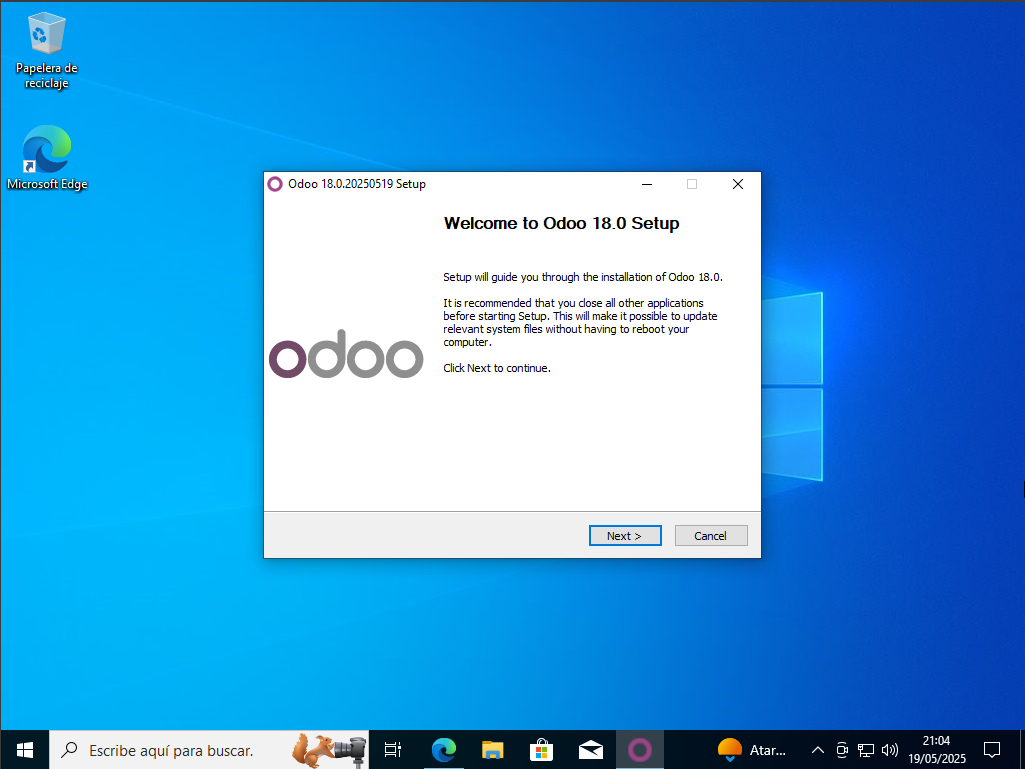 Papelera de
reciclaje
Microsoft Edge
Odoo 18.0.20250519 Setup
Welcome to Odoo 18.0 Setup
Setup will guide you through the installation of Odoo 18.0.
It is recommended that you close all other applications
before starting Setup. This will make it possible to update
relevant system files without having to reboot your
computer.
odoo
Click Next to continue.
Next >
Cancel
Escribe aquí para buscar.
Atar...
21:04
19/05/2025